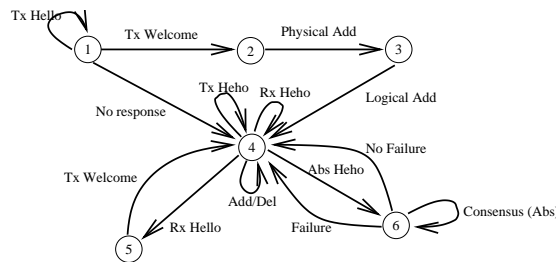 Tx Hello
Tx Welcome
Physical Add
1
2
3
Tx Heho
Rx Heho
Logical Add
No response
4
No Failure
Tx Welcome
Abs Heho
Add/Del
Rx Hello
Failure
Consensus (Abs)
5
6